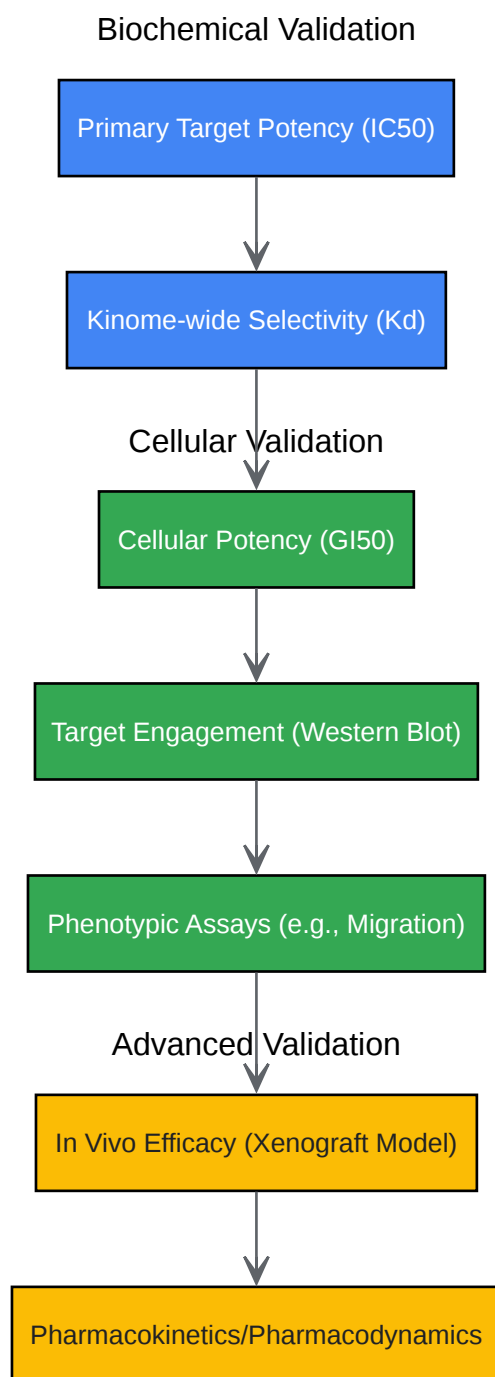 Biochemical Validation
Primary Target Potency (IC50)
Kinome-wide Selectivity (Kd)
Cellular Validation
Cellular Potency (GI50)
Target Engagement (Western Blot)
Phenotypic Assays (e.g., Migration)
Advanced Validation
In Vivo Efficacy (Xenograft Model)
Pharmacokinetics/Pharmacodynamics